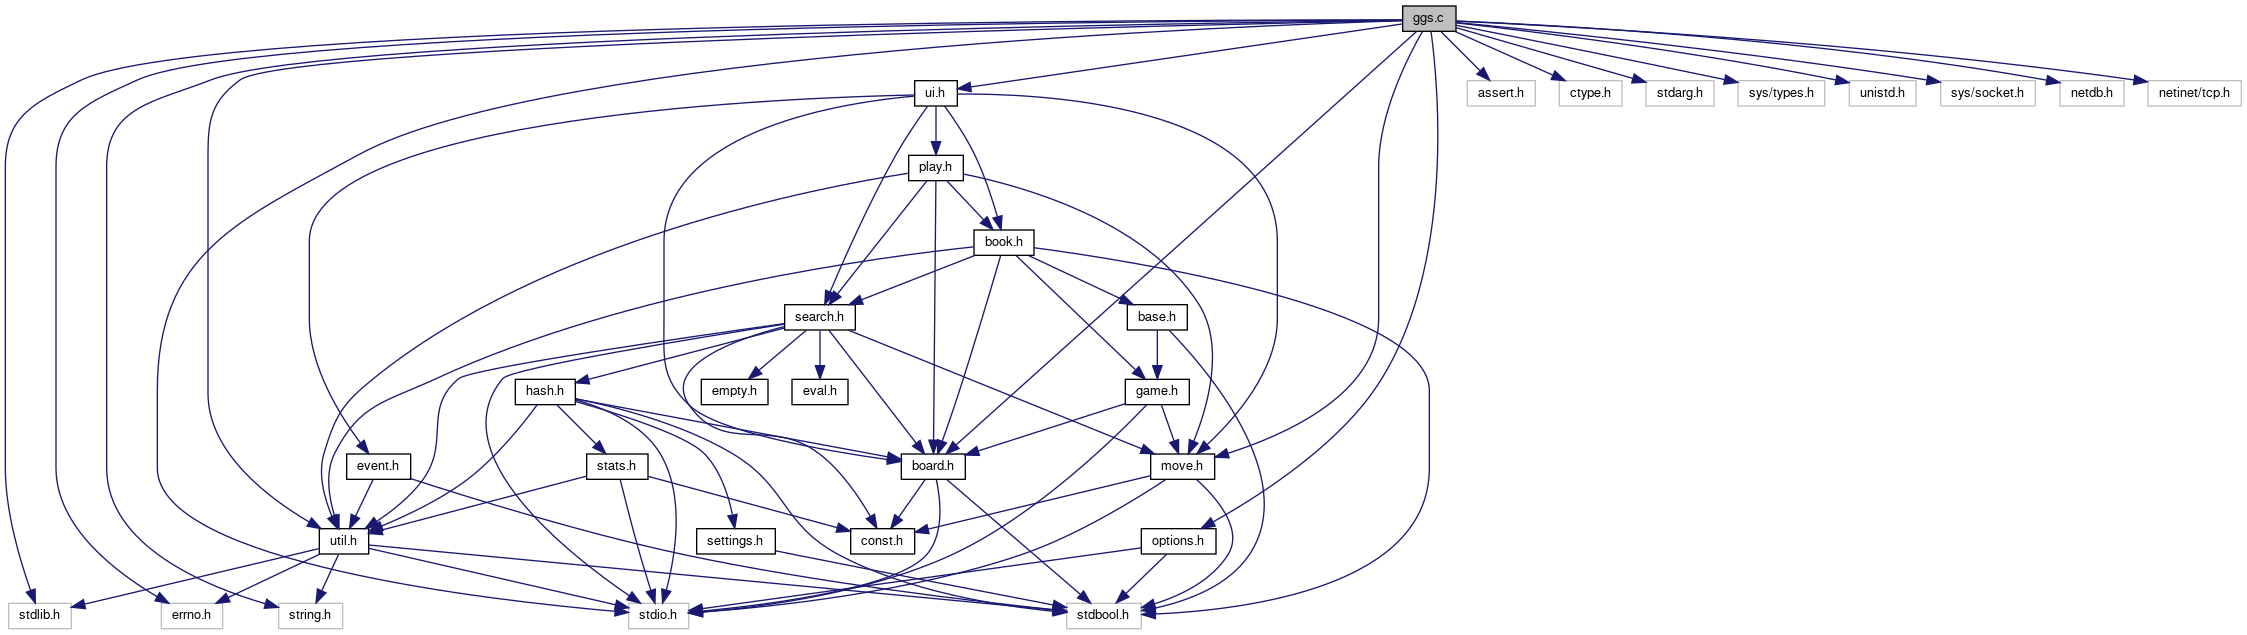 ggs.c
ui.h
assert.h
ctype.h
stdarg.h
sys/types.h
unistd.h
sys/socket.h
netdb.h
netinet/tcp.h
play.h
book.h
search.h
base.h
hash.h
empty.h
eval.h
game.h
event.h
stats.h
board.h
move.h
util.h
settings.h
const.h
options.h
stdlib.h
errno.h
string.h
stdio.h
stdbool.h